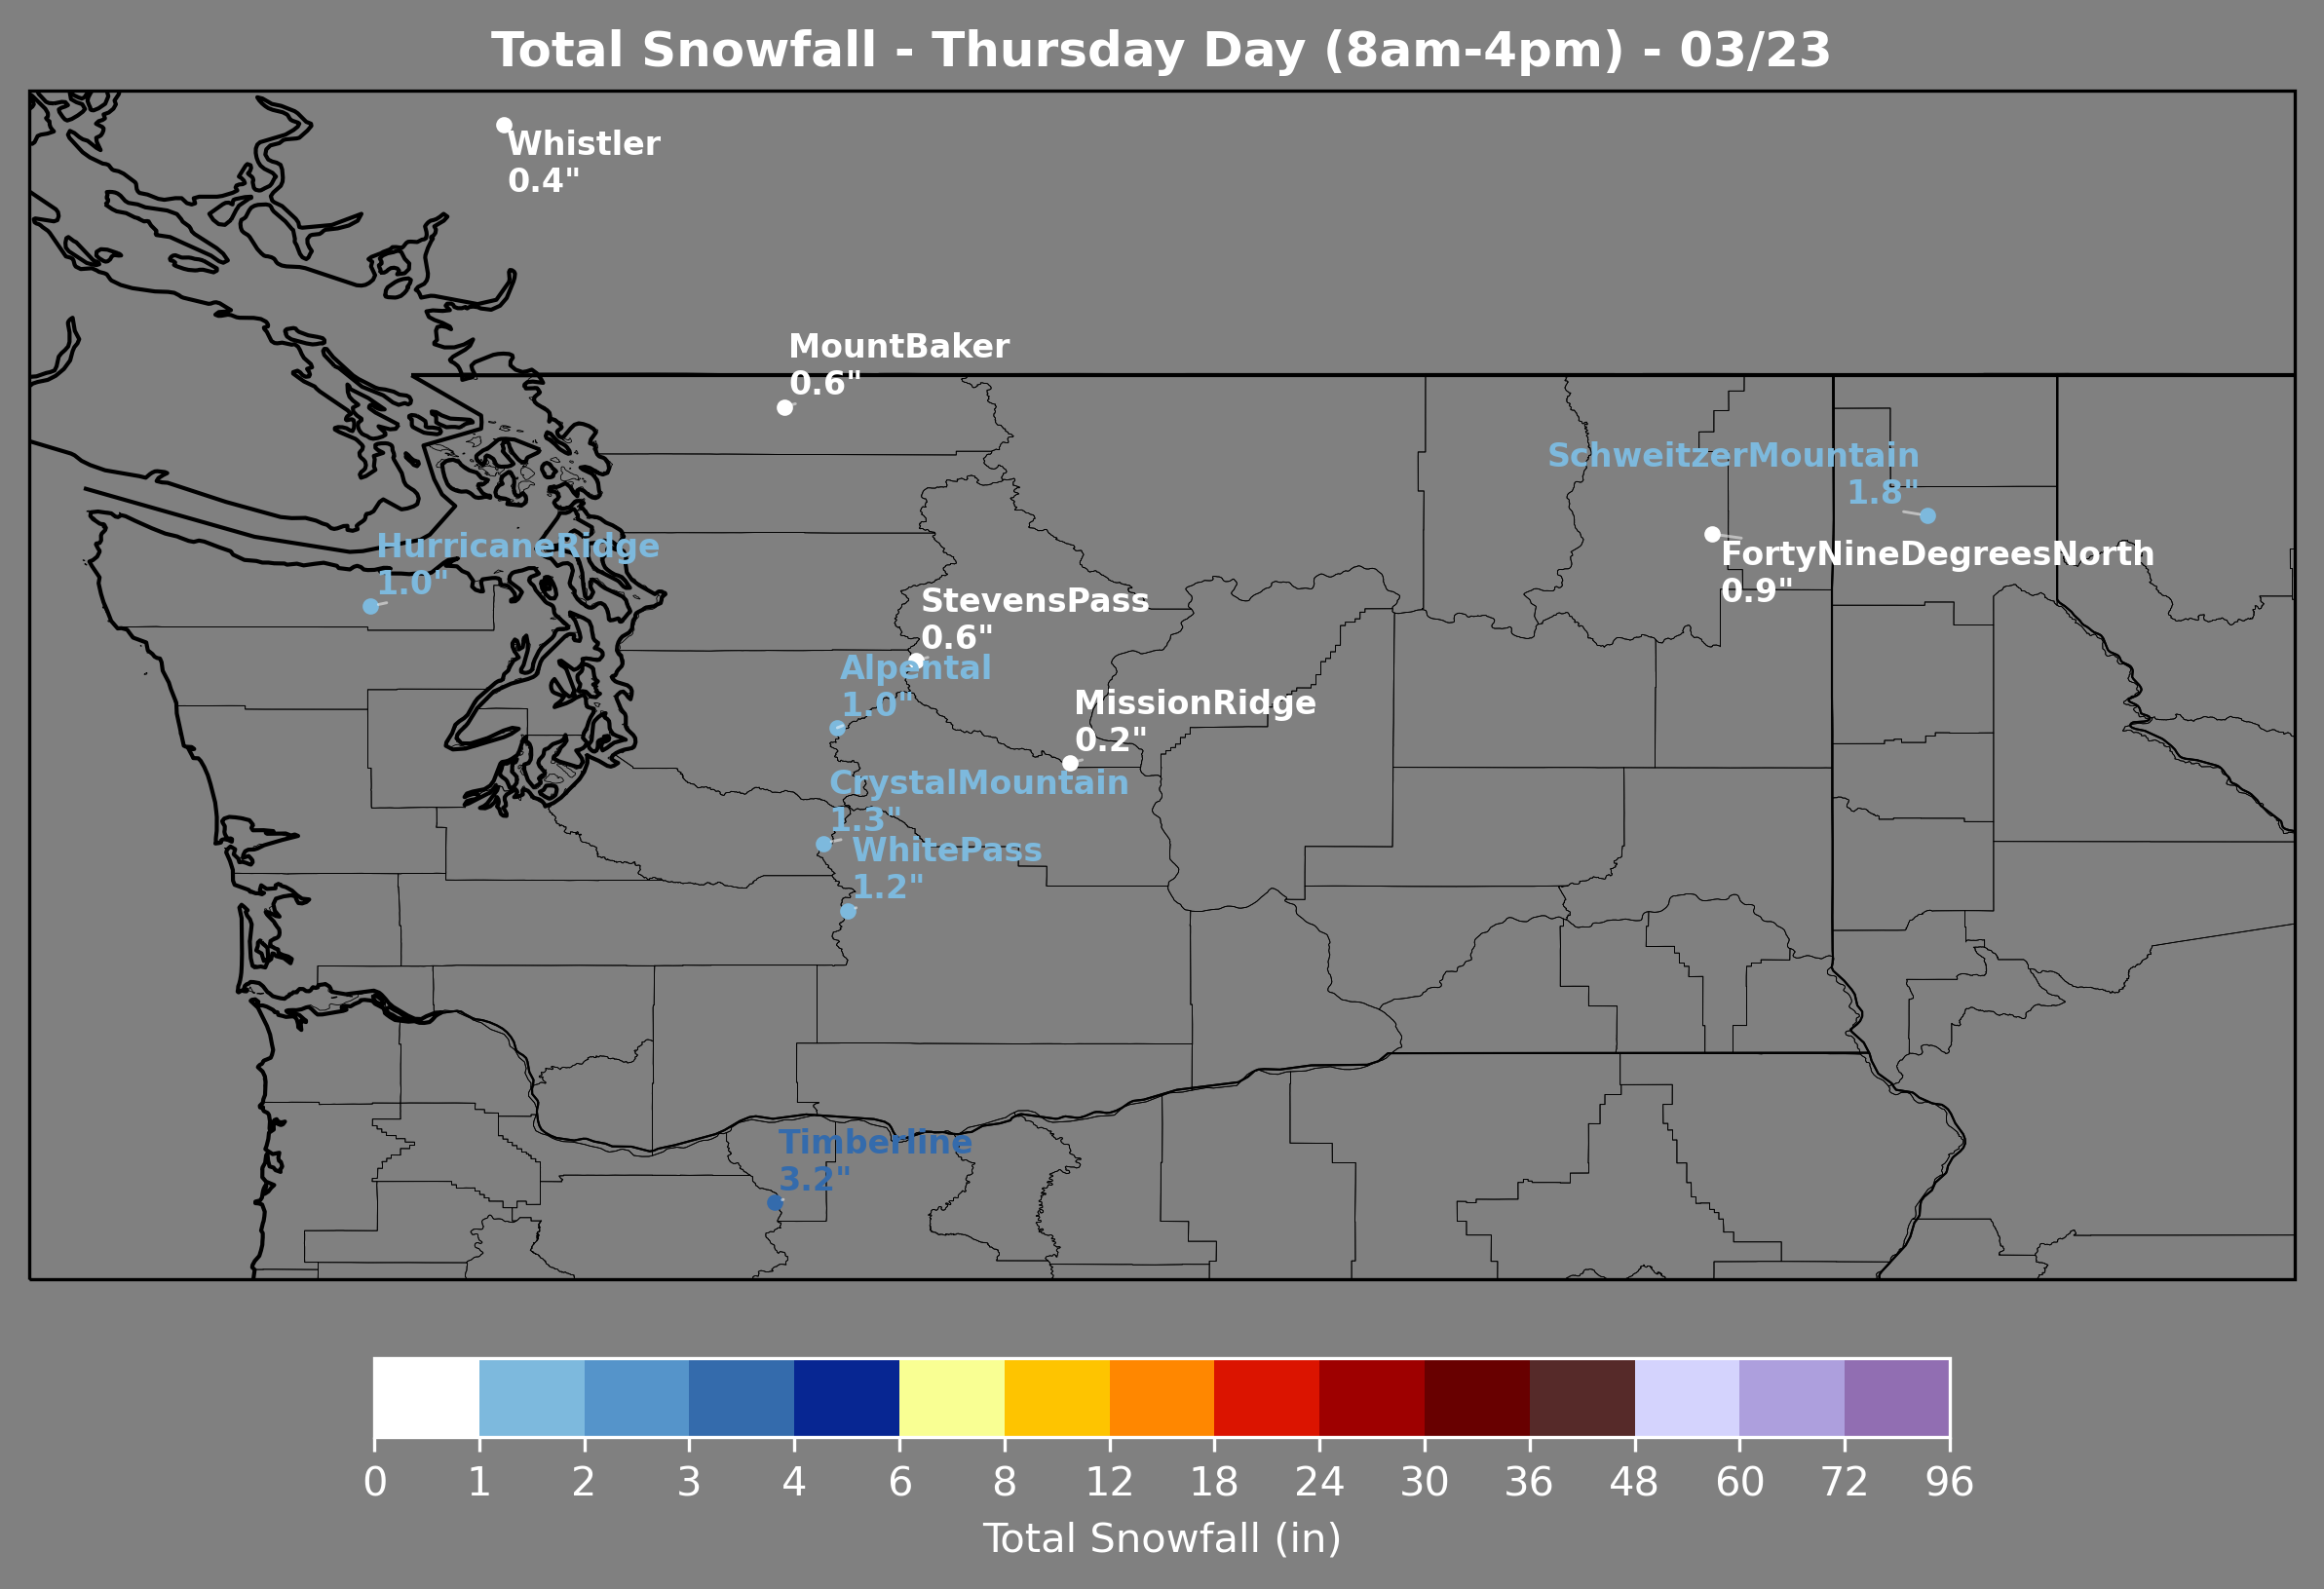 Total Snowfall - Thursday Day (8am-4pm) - 03/23
Whistler
0.4"
MountBaker
0.6"
SchweitzerMountain
1.8"
HurricaneRidge
1.0"
FortyNineDegreesNorth
0.9"
StevensPass
0.6"
Alpental
1.0"
MissionRidge
0.2"
CrystalMountain
1.3"
WhitePass
1.2"
Timberline
3.2"
0 1 2 3 4 6 8 12 18 24 30 36 48 60 72 96
Total Snowfall (in)